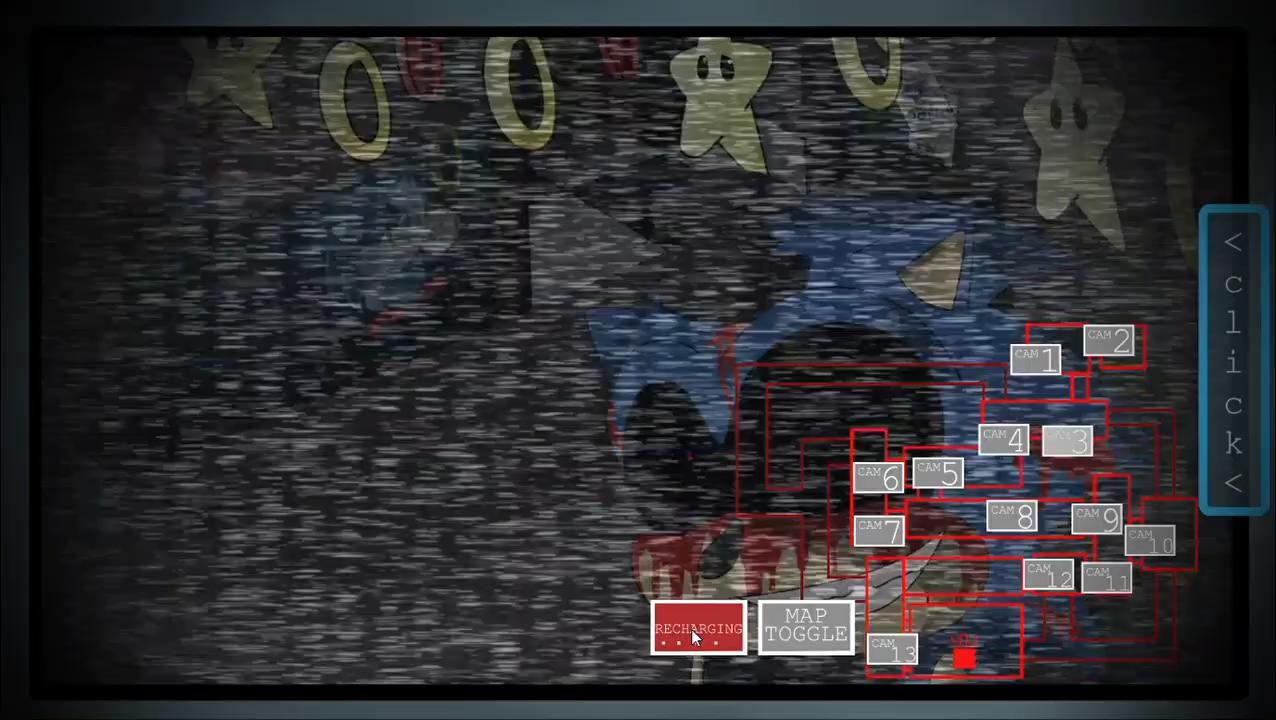 CAM 2
CAM 1
CAM 4
CAM 3
CAM 6
CAM 5
CAM 8
CAM 9
CAM 7
CAM 10
CAM 12
CAM 11
RECHARGING
. . . .
MAP
TOGGLE
CAM 13
YOU
< click <